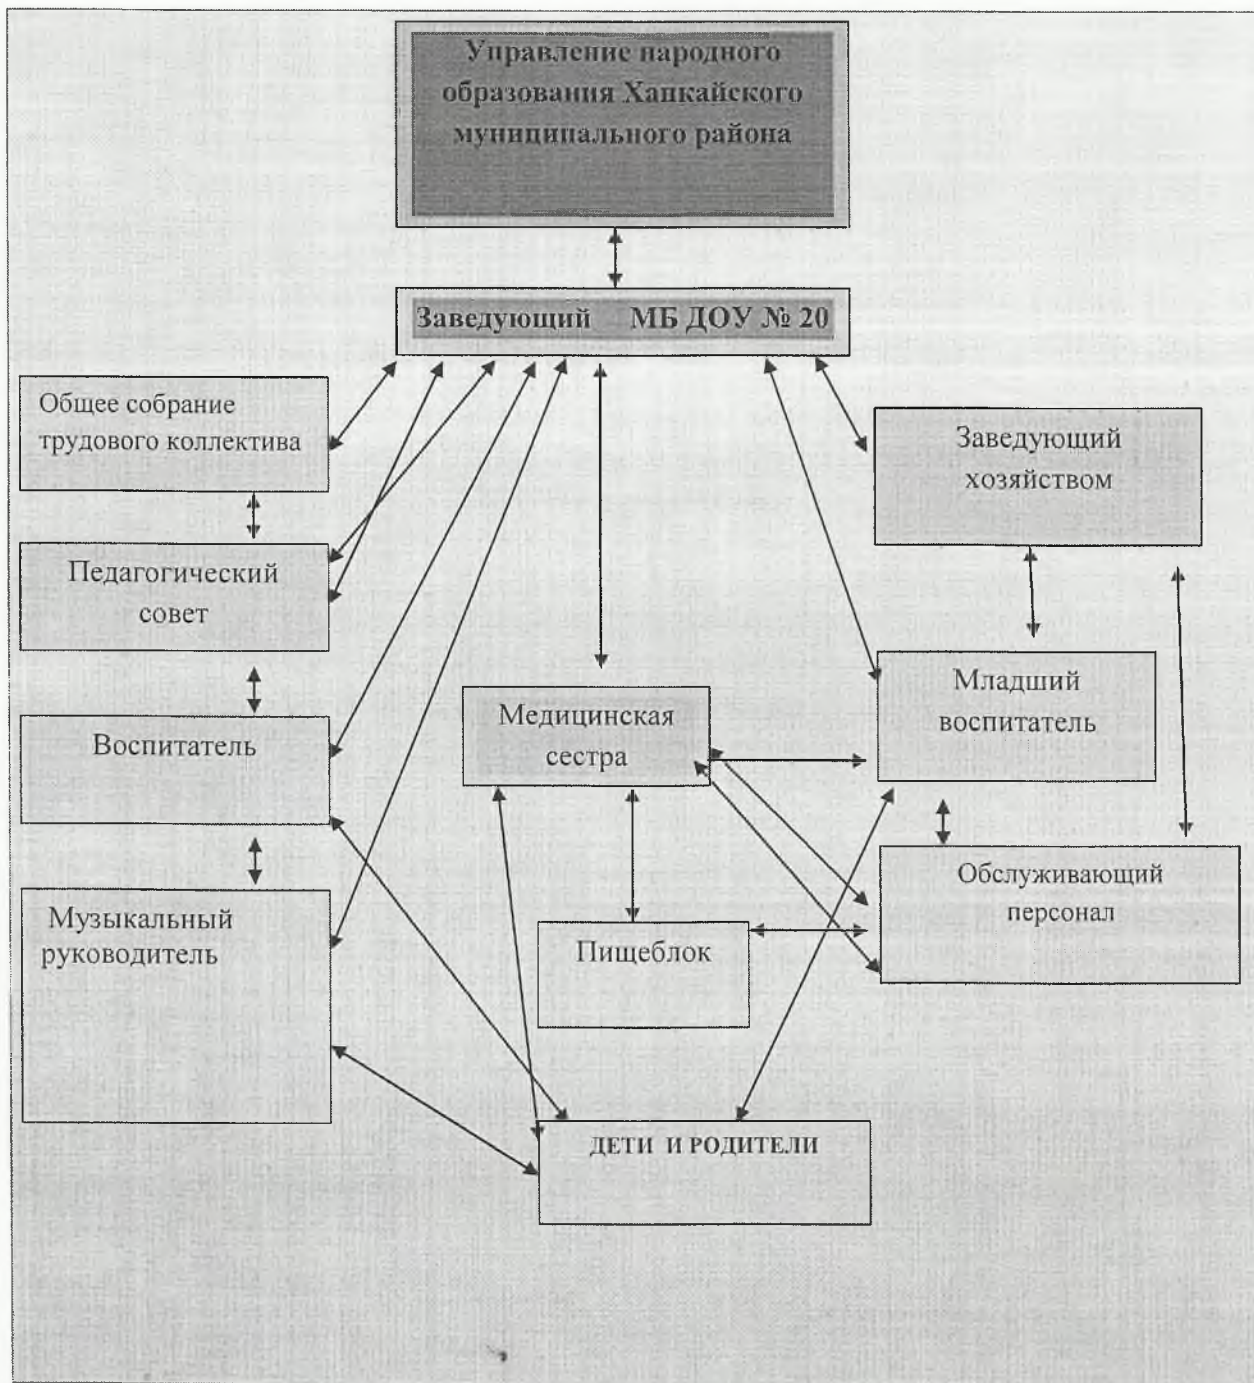 Управление народного
образования Ханкайского
муниципального района
Заведующий МБ ДОУ № 20
Общее собрание
трудового коллектива
Заведующий
хозяйством
Педагогический
совет
Младший
воспитатель
Медицинская
сестра
Воспитатель
Обслуживающий
персонал
Музыкальный
руководитель
Пищеблок
ДЕТИ И РОДИТЕЛИ